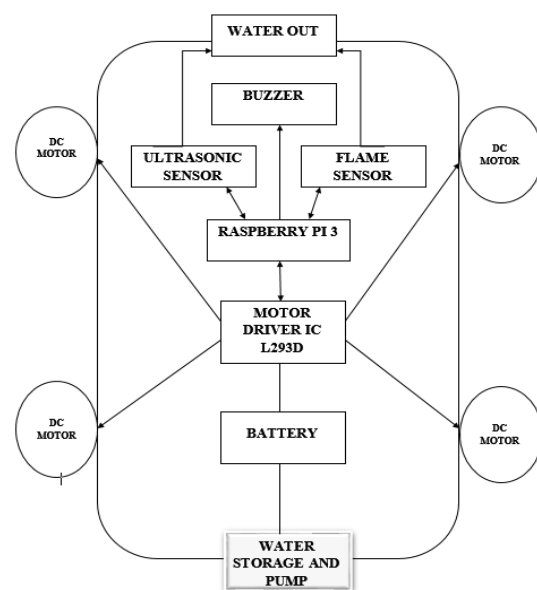 WATER OUT
BUZZER
DC
MOTOR
ULTRASONIC
SENSOR
FLAME
SENSOR
DC
MOTOR
RASPBERRY PI 3
MOTOR
DRIVER IC
L293D
DC
MOTOR
BATTERY
DC
MOTOR
WATER
STORAGE AND
PUMP